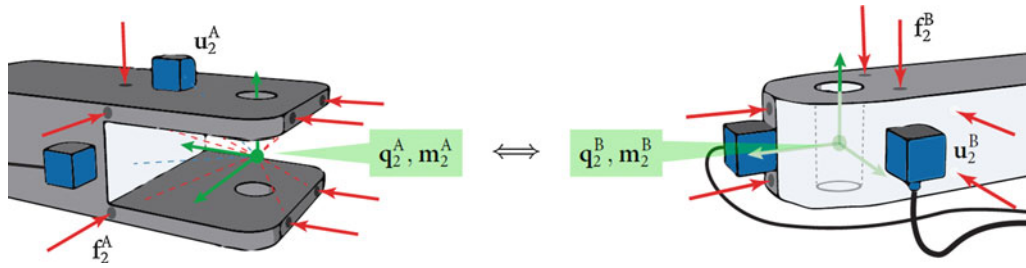 u₂ᴬ
f₂ᴮ
q₂ᴬ, m₂ᴬ ⟺ q₂ᴮ, m₂ᴮ
u₂ᴮ
f₂ᴬ